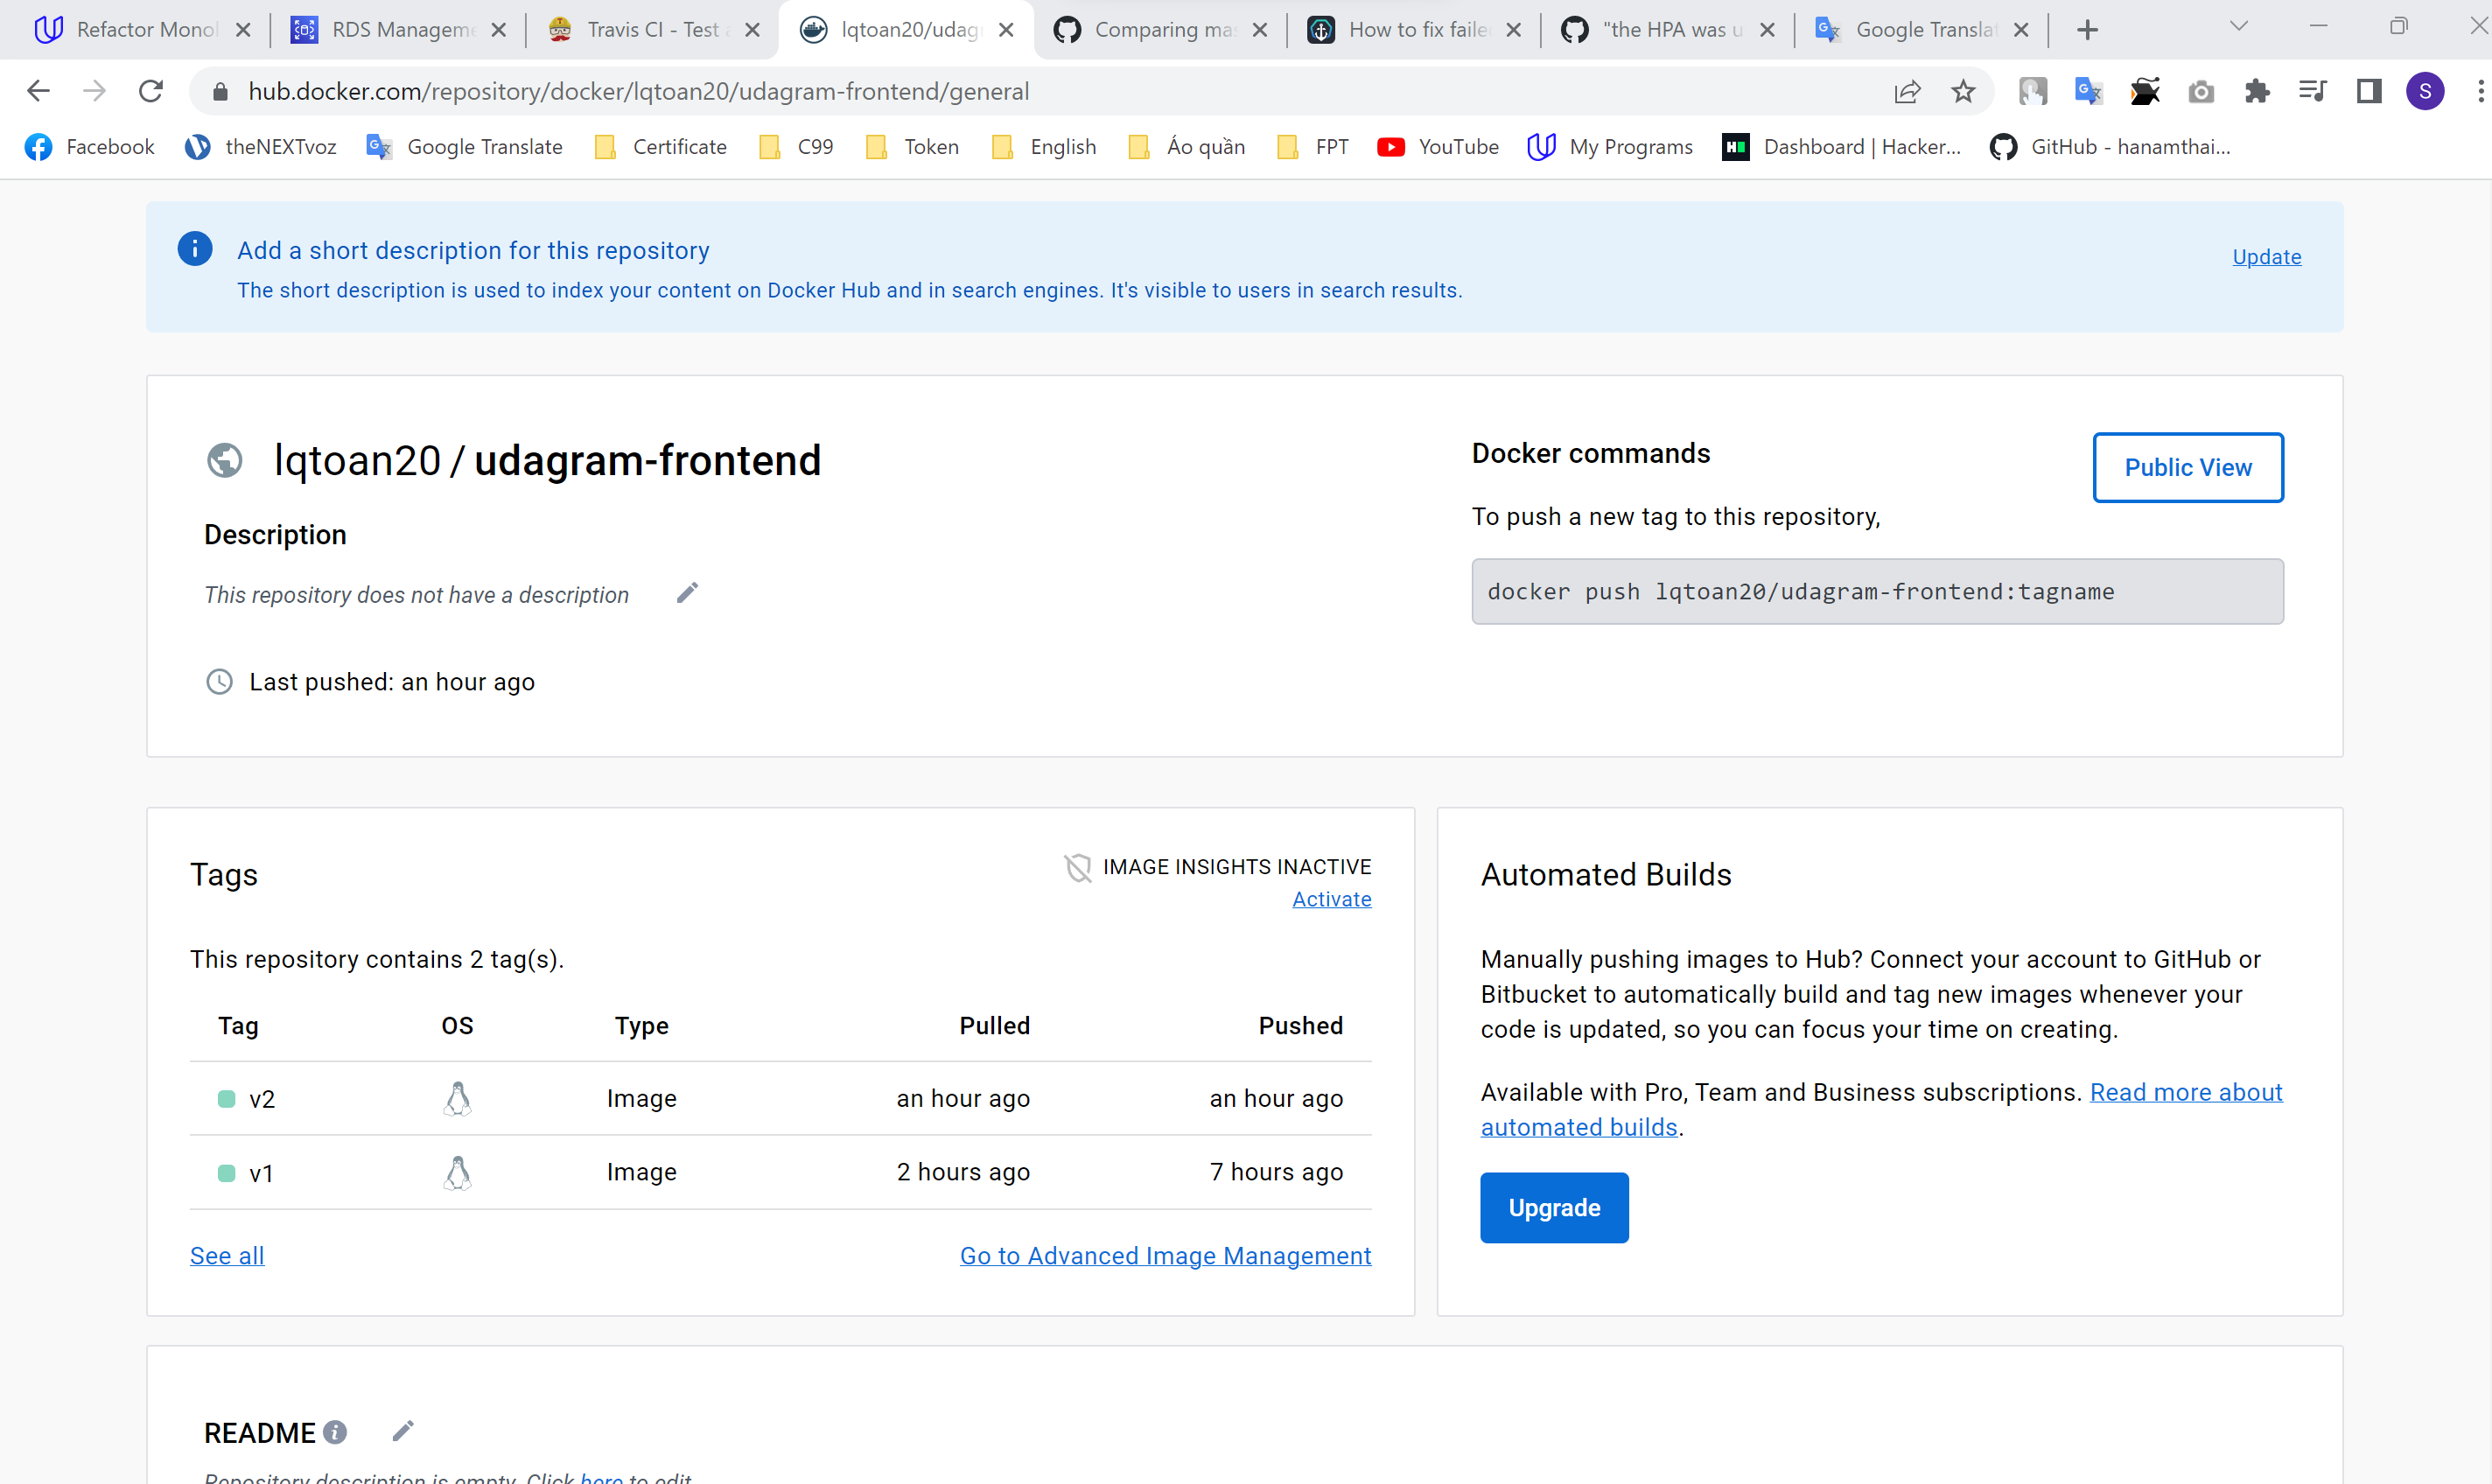 Refactor Monol
RDS Manageme
Travis CI - Test a
lqtoan20/udagr
Comparing mas
How to fix faile
"the HPA was u
Google Translat
hub.docker.com/repository/docker/lqtoan20/udagram-frontend/general
S
Facebook
theNEXTvoz
Google Translate
Certificate
C99
Token
English
Áo quần
FPT
YouTube
My Programs
Dashboard | Hacker...
GitHub - hanamthai...
Add a short description for this repository
Update
The short description is used to index your content on Docker Hub and in search engines. It's visible to users in search results.
lqtoan20 / udagram-frontend
Description
This repository does not have a description
Last pushed: an hour ago
Docker commands
Public View
To push a new tag to this repository,
docker push lqtoan20/udagram-frontend:tagname
Tags
IMAGE INSIGHTS INACTIVE
Activate
This repository contains 2 tag(s).
Tag OS Type Pulled Pushed
v2 Image an hour ago an hour ago
v1 Image 2 hours ago 7 hours ago
See all
Go to Advanced Image Management
Automated Builds
Manually pushing images to Hub? Connect your account to GitHub or
Bitbucket to automatically build and tag new images whenever your
code is updated, so you can focus your time on creating.
Available with Pro, Team and Business subscriptions. Read more about
automated builds.
Upgrade
README
Repository description is empty. Click here to edit.